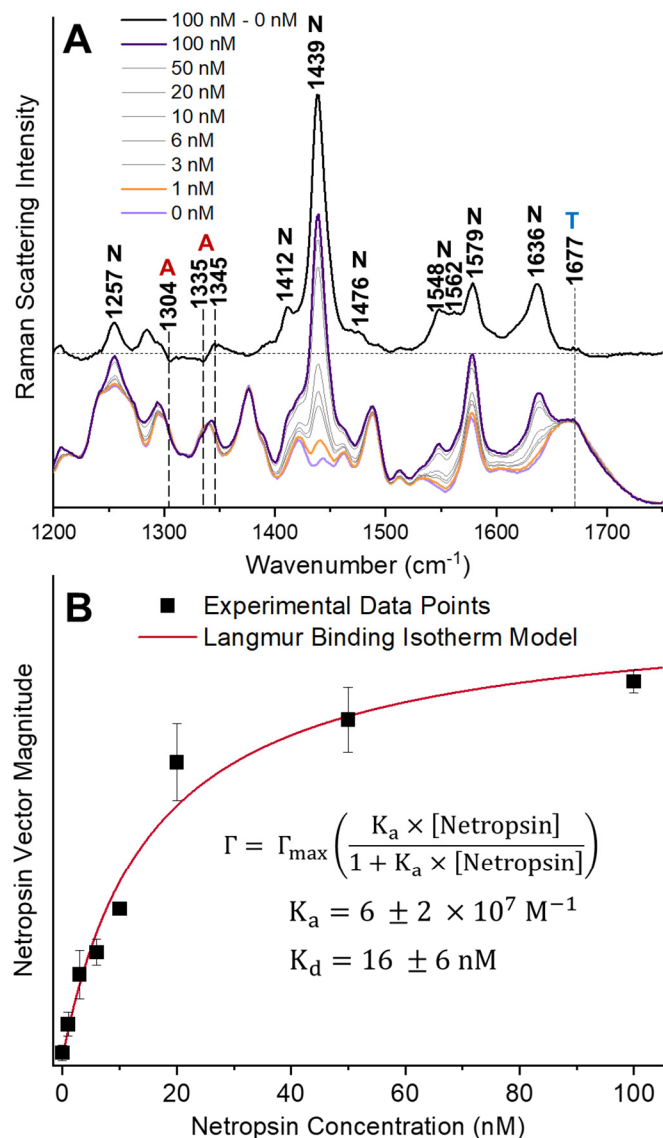 A
100 nM - 0 nM
100 nM
50 nM
20 nM
10 nM
6 nM
3 nM
1 nM
0 nM
1257 N
1304 A
1335 A
1345
1412 N
1439 N
1476 N
1548 N
1562
1579 N
1636 N
1677 T
Raman Scattering Intensity
1200 1300 1400 1500 1600 1700
Wavenumber (cm⁻¹)
B
Experimental Data Points
Langmur Binding Isotherm Model
Netropsin Vector Magnitude
Γ = Γmax (Ka × [Netropsin] / 1 + Ka × [Netropsin])
Ka = 6 ± 2 × 10⁷ M⁻¹
Kd = 16 ± 6 nM
0 20 40 60 80 100
Netropsin Concentration (nM)